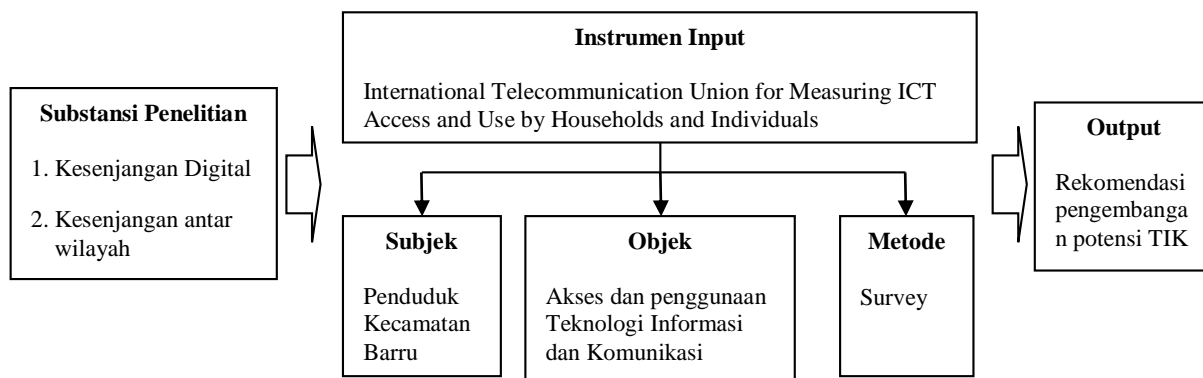 Substansi Penelitian
1. Kesenjangan Digital
2. Kesenjangan antar
wilayah
Instrumen Input
International Telecommunication Union for Measuring ICT
Access and Use by Households and Individuals
Subjek
Penduduk
Kecamatan
Barru
Objek
Akses dan penggunaan
Teknologi Informasi
dan Komunikasi
Metode
Survey
Output
Rekomendasi
pengembanga
n potensi TIK